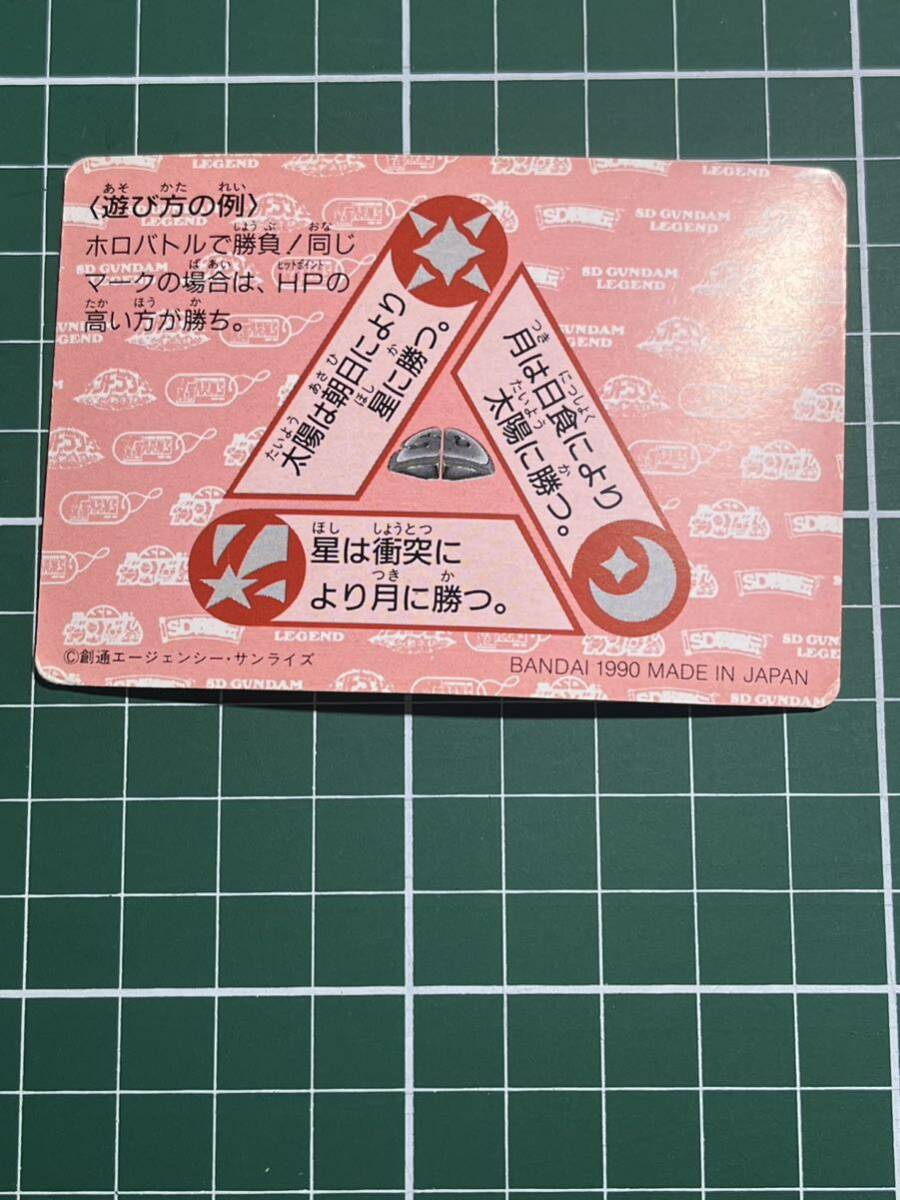 〈遊び方の例〉
ホロバトルで勝負!同じ
マークの場合は、HPの
高い方が勝ち。
太陽は朝日により
星に勝つ。
月は日食により
太陽に勝つ。
星は衝突に
より月に勝つ。
©創通エージェンシー・サンライズ
BANDAI 1990 MADE IN JAPAN
SD GUNDAM
LEGEND